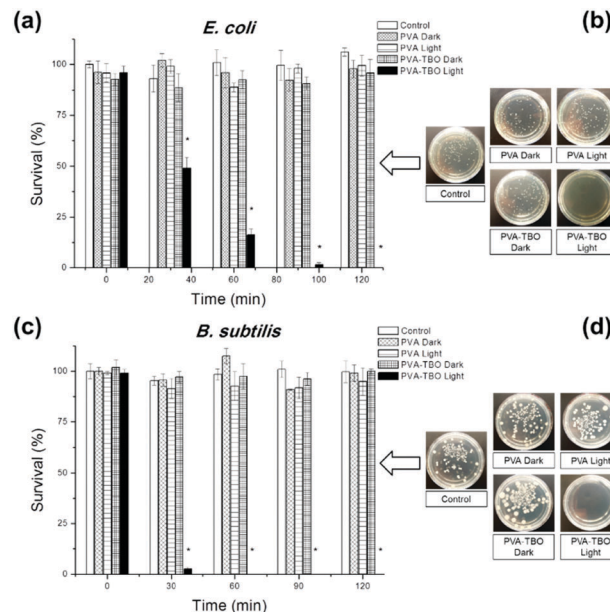 (a)
E. coli
(b)
Control
PVA Dark
PVA Light
PVA-TBO Dark
PVA-TBO Light
Survival (%)
100
75
50
25
0
*
*
*
*
0
20
40
60
80
100
120
Time (min)
Control
PVA Dark
PVA Light
PVA-TBO
Dark
PVA-TBO
Light
(c)
B. subtilis
(d)
Control
PVA Dark
PVA Light
PVA-TBO Dark
PVA-TBO Light
Survival (%)
100
75
50
25
0
*
*
*
*
0
30
60
90
120
Time (min)
Control
PVA Dark
PVA Light
PVA-TBO
Dark
PVA-TBO
Light